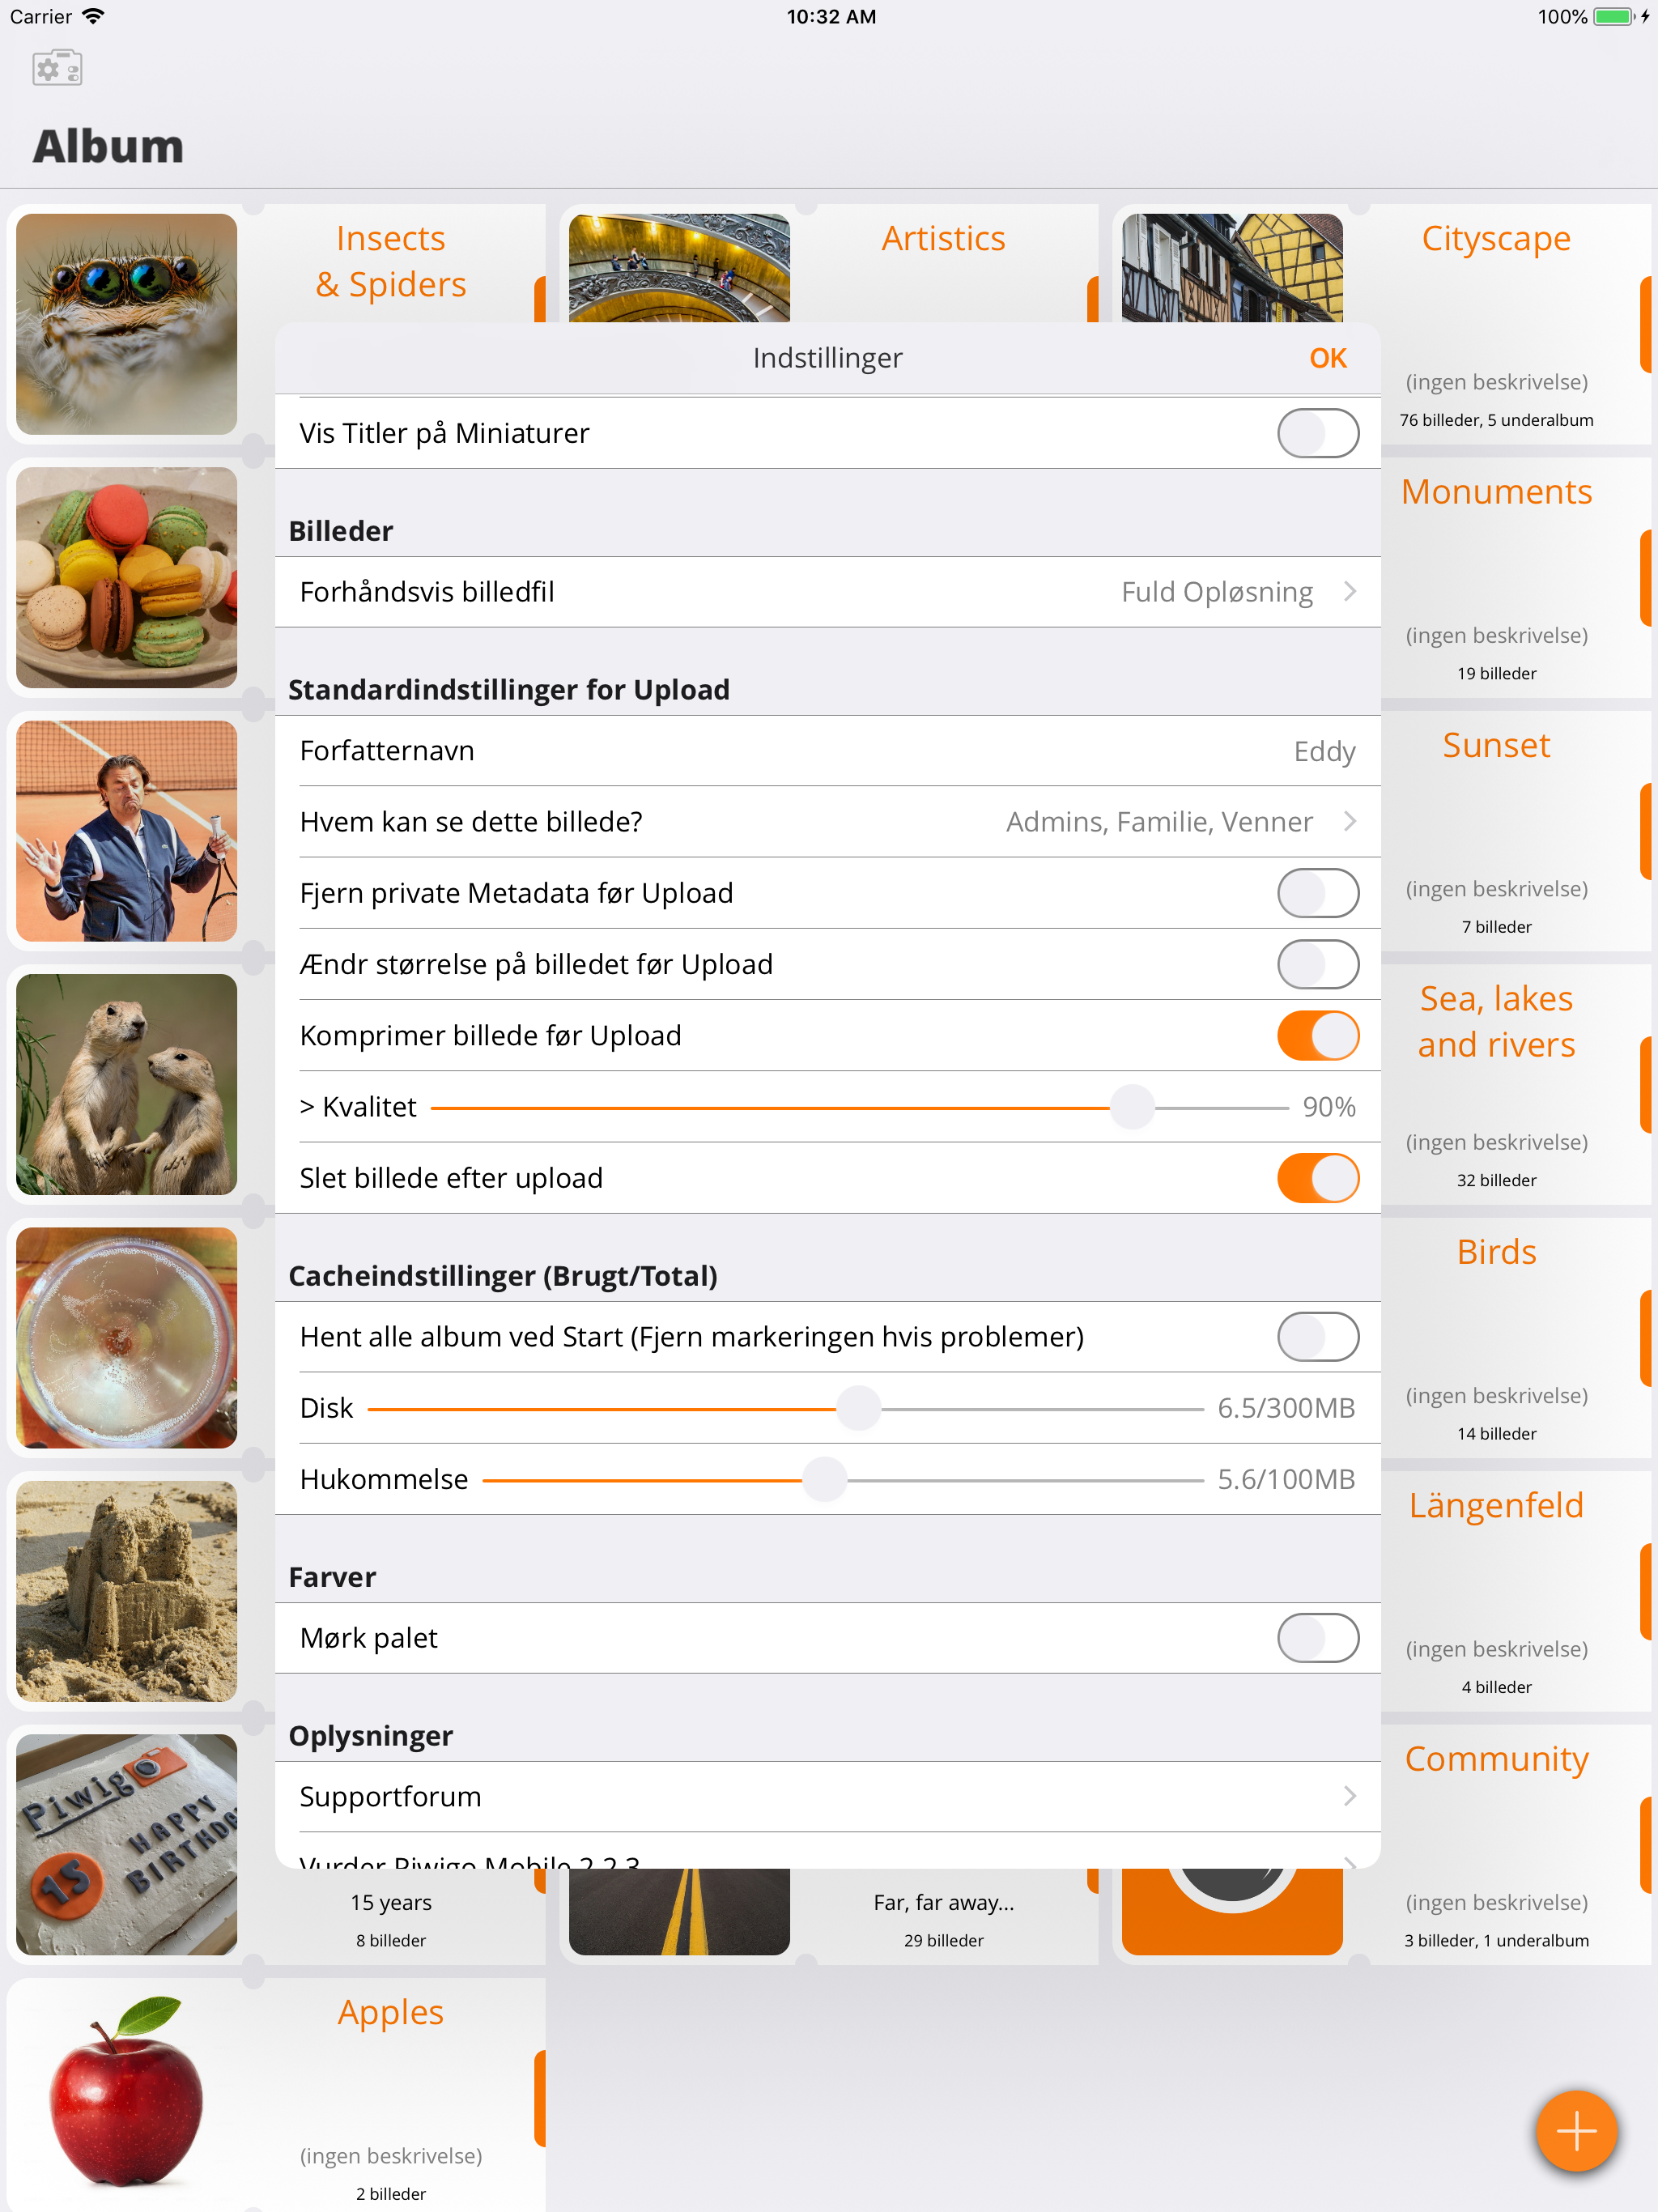 Carrier
10:32 AM
100%
Album
Insects
& Spiders
Artistics
Cityscape
(ingen beskrivelse)
76 billeder, 5 underalbum
Monuments
(ingen beskrivelse)
19 billeder
Sunset
(ingen beskrivelse)
7 billeder
Sea, lakes
and rivers
(ingen beskrivelse)
32 billeder
Birds
(ingen beskrivelse)
14 billeder
Längenfeld
(ingen beskrivelse)
4 billeder
Community
(ingen beskrivelse)
3 billeder, 1 underalbum
Indstillinger
OK
Vis Titler på Miniaturer
Billeder
Forhåndsvis billedfil Fuld Opløsning
Standardindstillinger for Upload
Forfatternavn Eddy
Hvem kan se dette billede? Admins, Familie, Venner
Fjern private Metadata før Upload
Ændr størrelse på billedet før Upload
Komprimer billede før Upload
> Kvalitet 90%
Slet billede efter upload
Cacheindstillinger (Brugt/Total)
Hent alle album ved Start (Fjern markeringen hvis problemer)
Disk 6.5/300MB
Hukommelse 5.6/100MB
Farver
Mørk palet
Oplysninger
Supportforum
Vurder Piwigo Mobile 2.2.3
Piwigo
HAPPY
BIRTHDA
15
15 years
8 billeder
Far, far away...
29 billeder
Apples
(ingen beskrivelse)
2 billeder